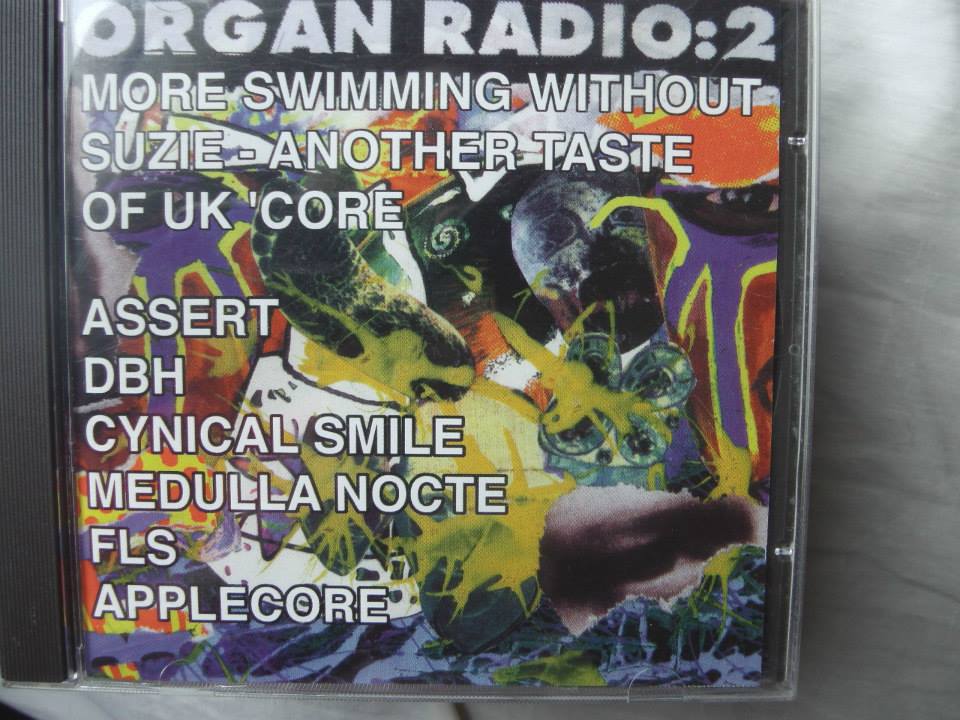 ORGAN RADIO:2
MORE SWIMMING WITHOUT
SUZIE - ANOTHER TASTE
OF UK 'CORE
ASSERT
DBH
CYNICAL SMILE
MEDULLA NOCTE
FLS
APPLECORE